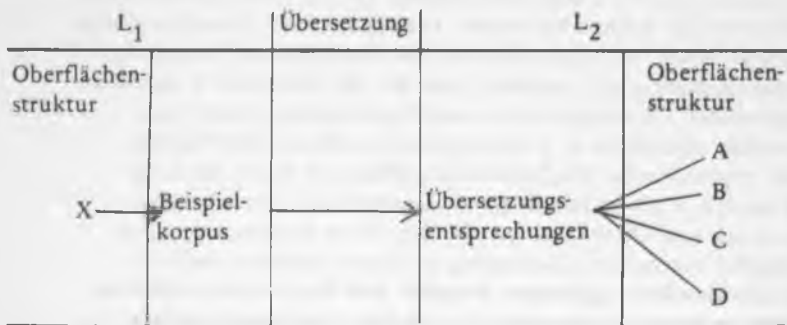 L1 Übersetzung L2
Oberflächen-
struktur
Oberflächen-
struktur
A
B
X
Beispiel-
korpus
Übersetzungs-
entsprechungen
C
D